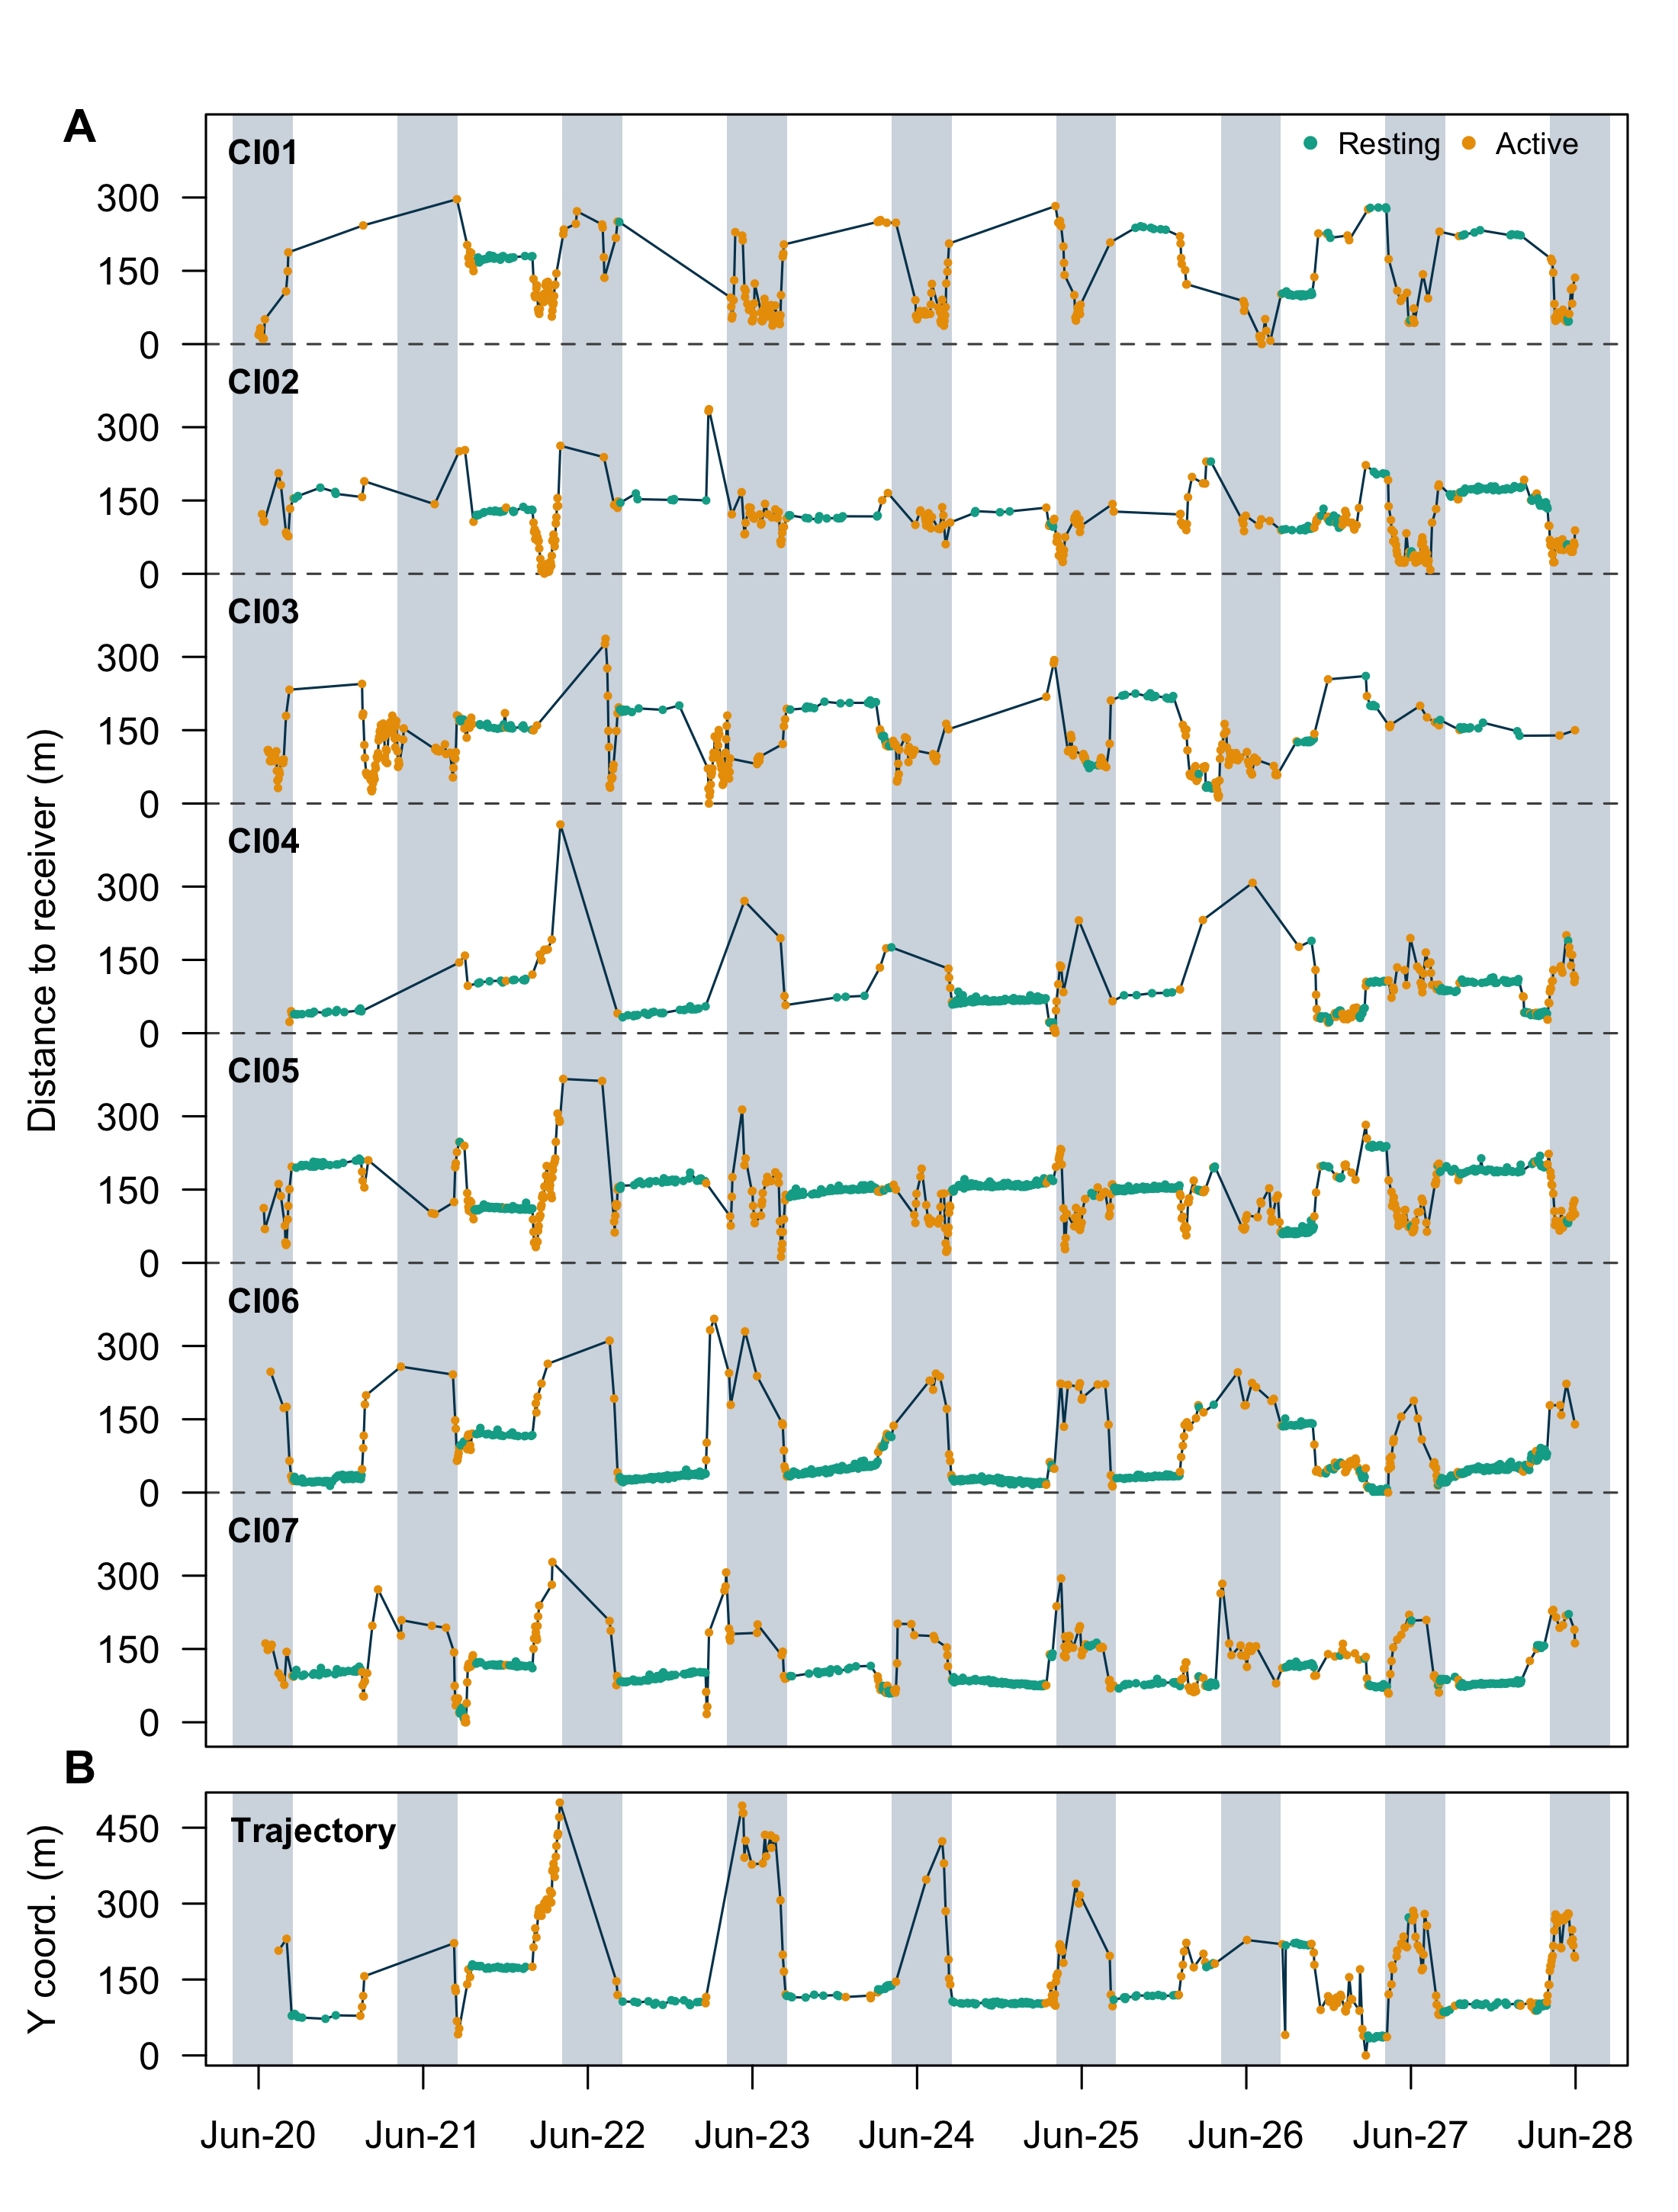 A
CI01
Resting
Active
300
150
0
CI02
300
150
0
CI03
300
150
0
CI04
300
150
0
CI05
300
150
0
CI06
300
150
0
CI07
300
150
0
Distance to receiver (m)
B
Trajectory
450
300
150
0
Y coord. (m)
Jun-20 Jun-21 Jun-22 Jun-23 Jun-24 Jun-25 Jun-26 Jun-27 Jun-28